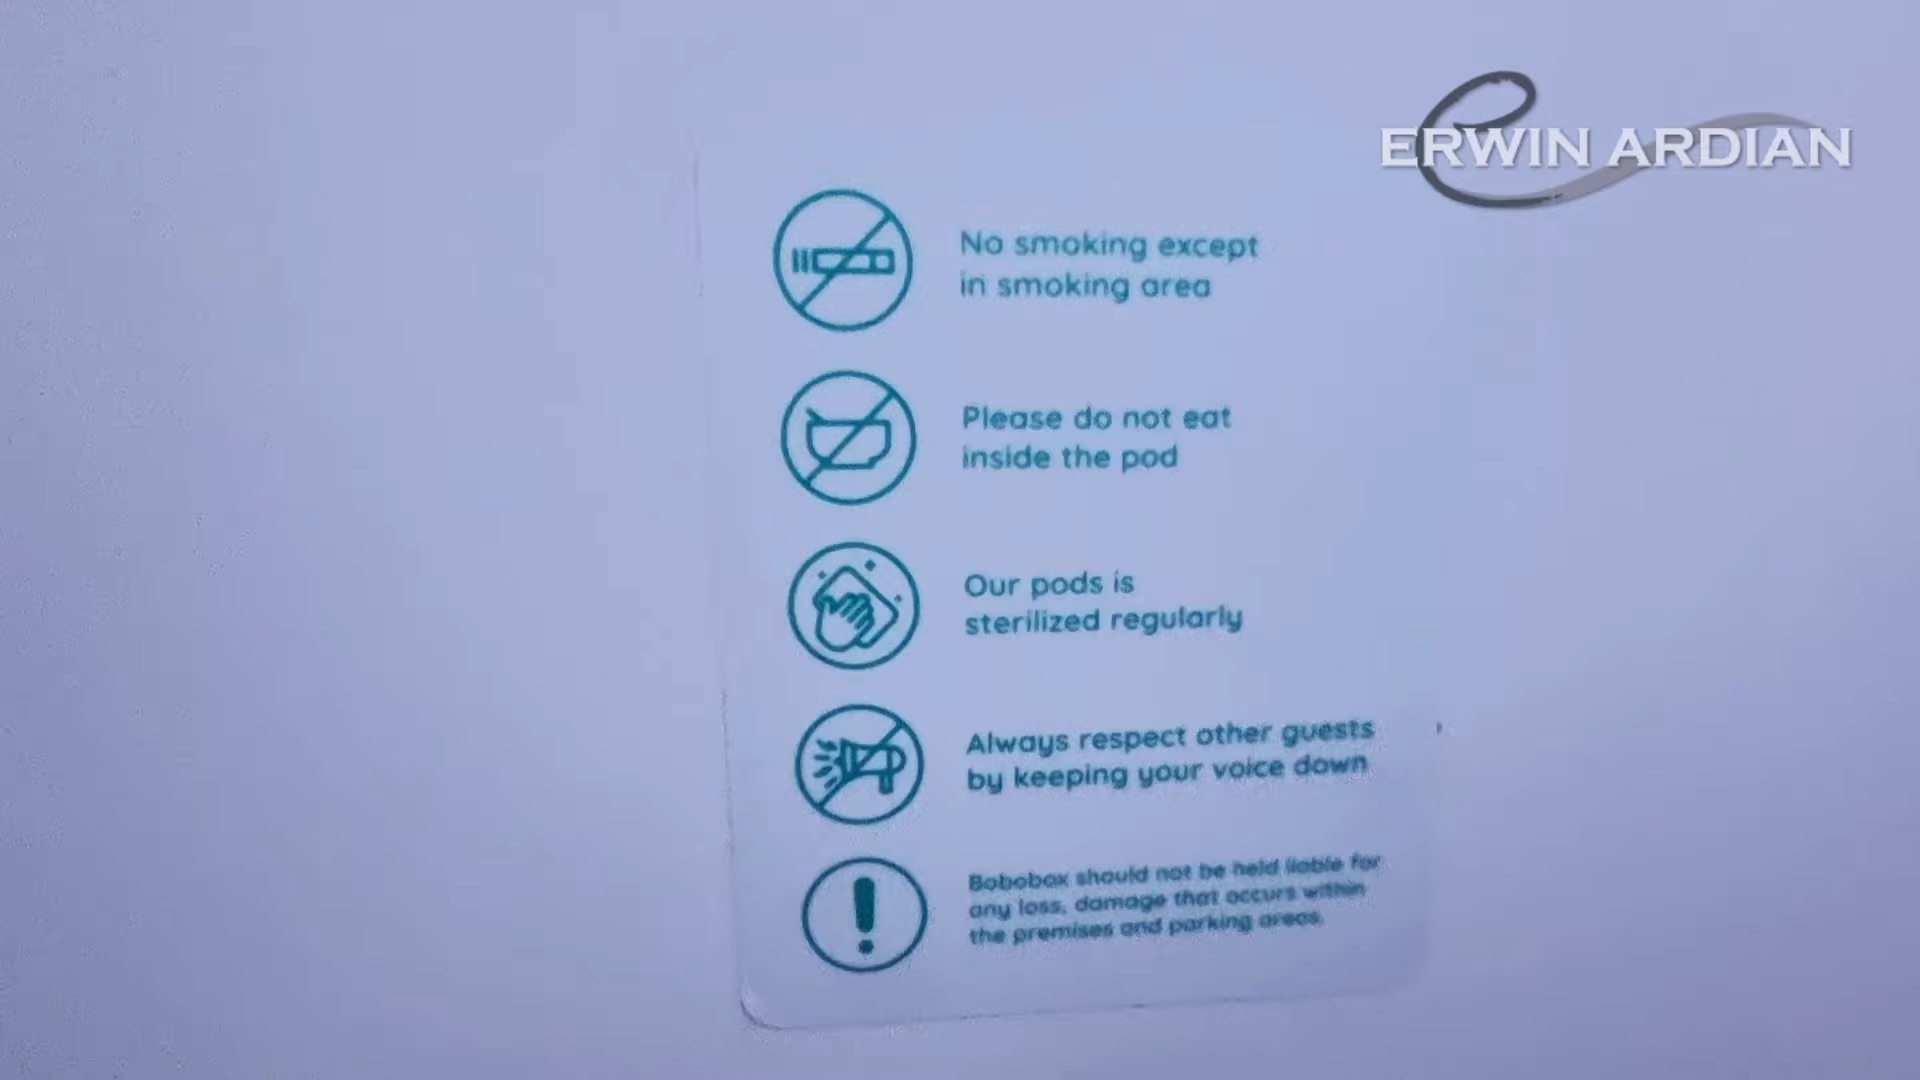 ERWIN ARDIAN
No smoking except
in smoking area
Please do not eat
inside the pod
Our pods is
sterilized regularly
Always respect other guests
by keeping your voice down
Bobobox should not be held liable for
any loss, damage that occurs within
the premises and parking areas.